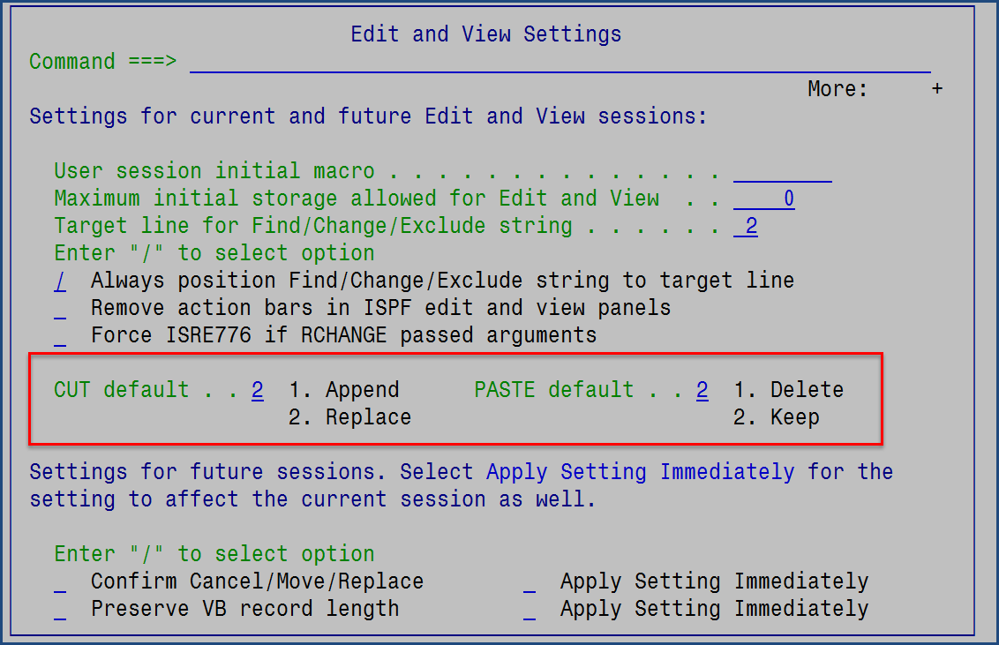 Edit and View Settings
Command ===>
More:     +
Settings for current and future Edit and View sessions:
User session initial macro . . . . . . . . . . . . . .
Maximum initial storage allowed for Edit and View  . .     0
Target line for Find/Change/Exclude string . . . . . .  2
Enter "/" to select option
/  Always position Find/Change/Exclude string to target line
_  Remove action bars in ISPF edit and view panels
_  Force ISRE776 if RCHANGE passed arguments
CUT default . . 2  1. Append     PASTE default . . 2  1. Delete
2. Replace     2. Keep
Settings for future sessions. Select Apply Setting Immediately for the
setting to affect the current session as well.
Enter "/" to select option
_  Confirm Cancel/Move/Replace     _  Apply Setting Immediately
_  Preserve VB record length     _  Apply Setting Immediately